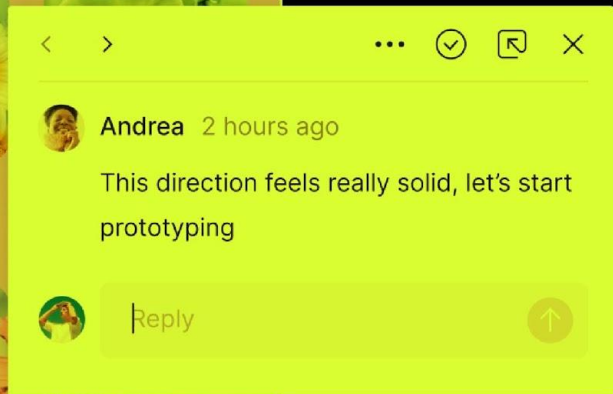 Andrea 2 hours ago
This direction feels really solid, let’s start
prototyping
Reply